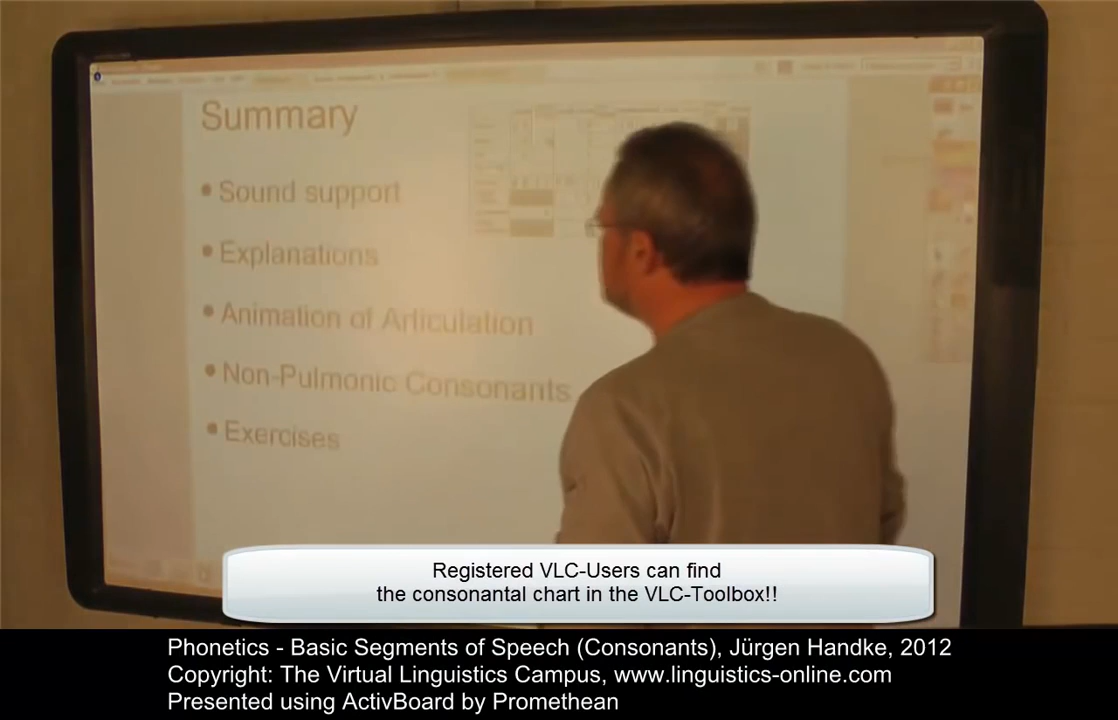 Summary
• Sound support
• Explanations
• Animation of Articulation
• Non-Pulmonic Consonants
• Exercises
Registered VLC-Users can find
the consonantal chart in the VLC-Toolbox!!
Phonetics - Basic Segments of Speech (Consonants), Jürgen Handke, 2012
Copyright: The Virtual Linguistics Campus, www.linguistics-online.com
Presented using ActivBoard by Promethean